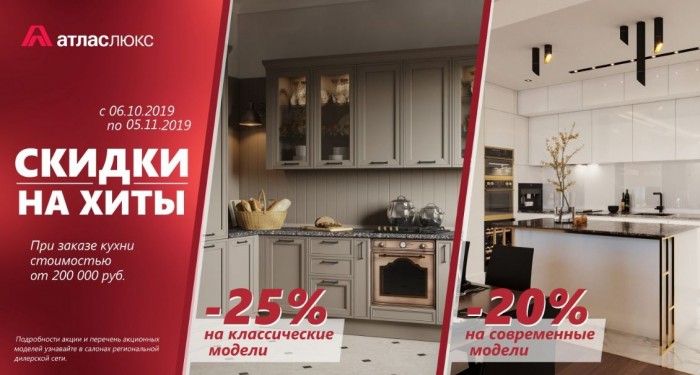 атласлюкс
с 06.10.2019
по 05.11.2019
СКИДКИ
НА ХИТЫ
При заказе кухни
стоимостью
от 200 000 руб.
Подробности акции и перечень акционных
моделей узнавайте в салонах региональной
дилерской сети.
-25%
на классические
модели
-20%
на современные
модели